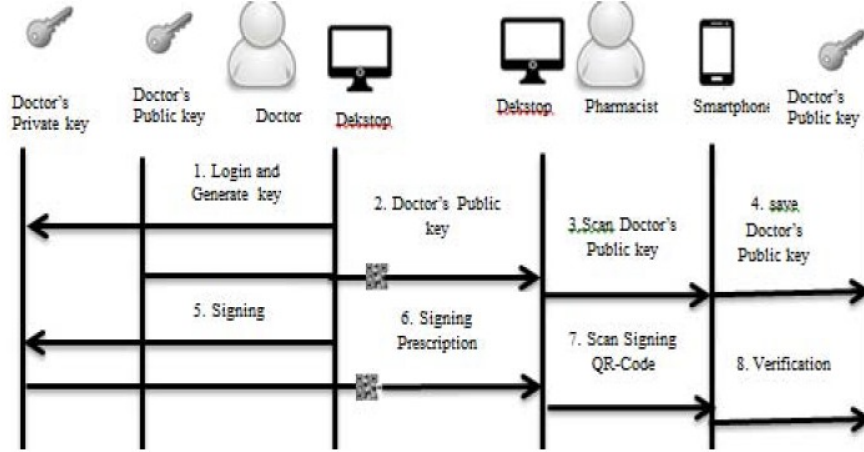 Doctor's
Private key
Doctor's
Public key
Doctor
Dekstop
Dekstop
Pharmacist
Smartphone
Doctor's
Public key
1. Login and
Generate key
2. Doctor's Public
key
3.Scan Doctor's
Public key
4. save
Doctor's
Public key
5. Signing
6. Signing
Prescription
7. Scan Signing
QR-Code
8. Verification